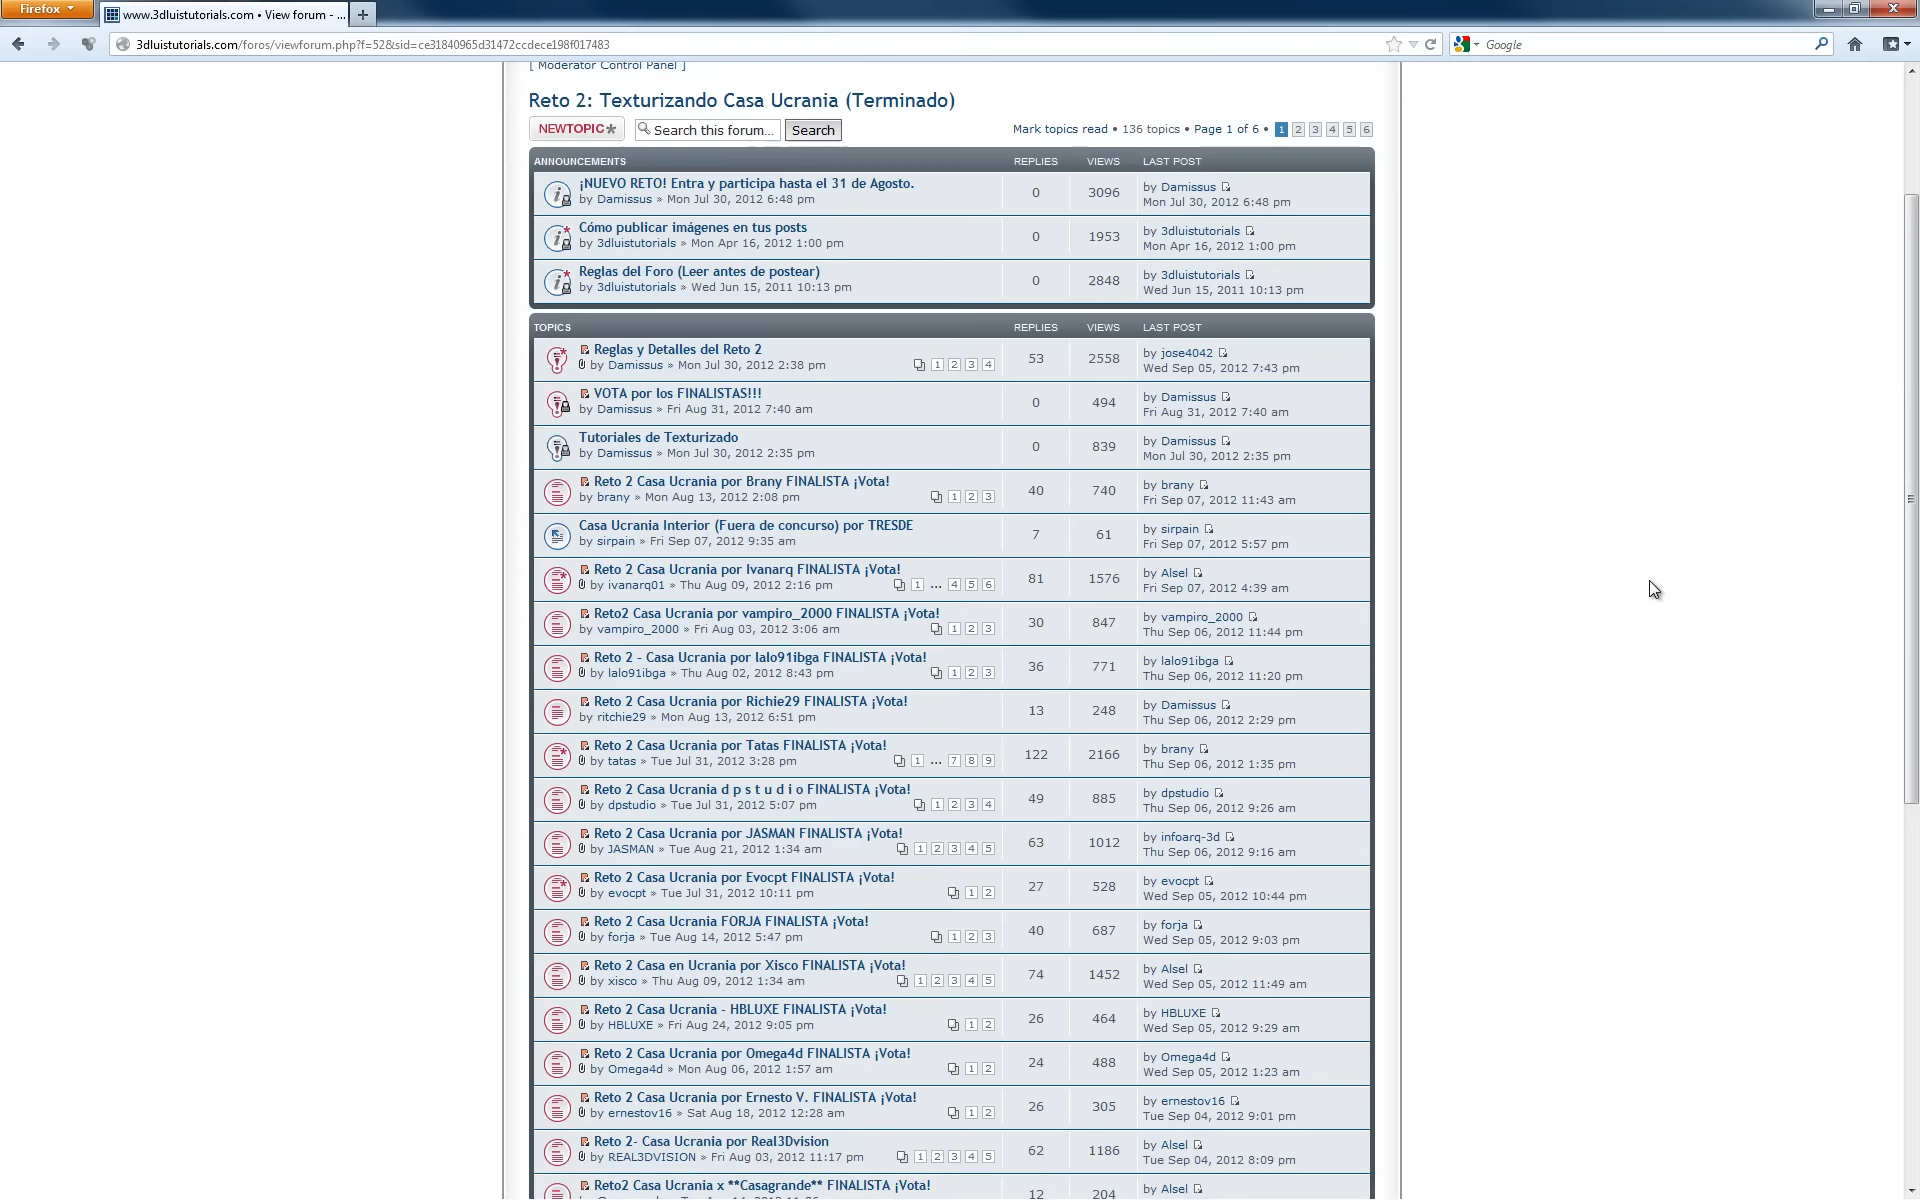 Firefox
www.3dluistutorials.com • View forum - ...
3dluistutorials.com/foros/viewforum.php?f=52&sid=ce31840965d31472ccdece198f017483
Google
[ Moderator Control Panel ]
Reto 2: Texturizando Casa Ucrania (Terminado)
NEWTOPIC* Search this forum... Search Mark topics read • 136 topics • Page 1 of 6 • 1 2 3 4 5 6
ANNOUNCEMENTS REPLIES VIEWS LAST POST
¡NUEVO RETO! Entra y participa hasta el 31 de Agosto.
by Damissus » Mon Jul 30, 2012 6:48 pm
0 3096
by Damissus
Mon Jul 30, 2012 6:48 pm
Cómo publicar imágenes en tus posts
by 3dluistutorials » Mon Apr 16, 2012 1:00 pm
0 1953
by 3dluistutorials
Mon Apr 16, 2012 1:00 pm
Reglas del Foro (Leer antes de postear)
by 3dluistutorials » Wed Jun 15, 2011 10:13 pm
0 2848
by 3dluistutorials
Wed Jun 15, 2011 10:13 pm
TOPICS REPLIES VIEWS LAST POST
Reglas y Detalles del Reto 2
by Damissus » Mon Jul 30, 2012 2:38 pm 1 2 3 4
53 2558
by jose4042
Wed Sep 05, 2012 7:43 pm
VOTA por los FINALISTAS!!!
by Damissus » Fri Aug 31, 2012 7:40 am
0 494
by Damissus
Fri Aug 31, 2012 7:40 am
Tutoriales de Texturizado
by Damissus » Mon Jul 30, 2012 2:35 pm
0 839
by Damissus
Mon Jul 30, 2012 2:35 pm
Reto 2 Casa Ucrania por Brany FINALISTA ¡Vota!
by brany » Mon Aug 13, 2012 2:08 pm 1 2 3
40 740
by brany
Fri Sep 07, 2012 11:43 am
Casa Ucrania Interior (Fuera de concurso) por TRESDE
by sirpain » Fri Sep 07, 2012 9:35 am
7 61
by sirpain
Fri Sep 07, 2012 5:57 pm
Reto 2 Casa Ucrania por Ivanarq FINALISTA ¡Vota!
by ivanarq01 » Thu Aug 09, 2012 2:16 pm 1 ... 4 5 6
81 1576
by Alsel
Fri Sep 07, 2012 4:39 am
Reto2 Casa Ucrania por vampiro_2000 FINALISTA ¡Vota!
by vampiro_2000 » Fri Aug 03, 2012 3:06 am 1 2 3
30 847
by vampiro_2000
Thu Sep 06, 2012 11:44 pm
Reto 2 - Casa Ucrania por lalo91ibga FINALISTA ¡Vota!
by lalo91ibga » Thu Aug 02, 2012 8:43 pm 1 2 3
36 771
by lalo91ibga
Thu Sep 06, 2012 11:20 pm
Reto 2 Casa Ucrania por Richie29 FINALISTA ¡Vota!
by ritchie29 » Mon Aug 13, 2012 6:51 pm
13 248
by Damissus
Thu Sep 06, 2012 2:29 pm
Reto 2 Casa Ucrania por Tatas FINALISTA ¡Vota!
by tatas » Tue Jul 31, 2012 3:28 pm 1 ... 7 8 9
122 2166
by brany
Thu Sep 06, 2012 1:35 pm
Reto 2 Casa Ucrania d p s t u d i o FINALISTA ¡Vota!
by dpstudio » Tue Jul 31, 2012 5:07 pm 1 2 3 4
49 885
by dpstudio
Thu Sep 06, 2012 9:26 am
Reto 2 Casa Ucrania por JASMAN FINALISTA ¡Vota!
by JASMAN » Tue Aug 21, 2012 1:34 am 1 2 3 4 5
63 1012
by infoarq-3d
Thu Sep 06, 2012 9:16 am
Reto 2 Casa Ucrania por Evocpt FINALISTA ¡Vota!
by evocpt » Tue Jul 31, 2012 10:11 pm 1 2
27 528
by evocpt
Wed Sep 05, 2012 10:44 pm
Reto 2 Casa Ucrania FORJA FINALISTA ¡Vota!
by forja » Tue Aug 14, 2012 5:47 pm 1 2 3
40 687
by forja
Wed Sep 05, 2012 9:03 pm
Reto 2 Casa en Ucrania por Xisco FINALISTA ¡Vota!
by xisco » Thu Aug 09, 2012 1:34 am 1 2 3 4 5
74 1452
by Alsel
Wed Sep 05, 2012 11:49 am
Reto 2 Casa Ucrania - HBLUXE FINALISTA ¡Vota!
by HBLUXE » Fri Aug 24, 2012 9:05 pm 1 2
26 464
by HBLUXE
Wed Sep 05, 2012 9:29 am
Reto 2 Casa Ucrania por Omega4d FINALISTA ¡Vota!
by Omega4d » Mon Aug 06, 2012 1:57 am 1 2
24 488
by Omega4d
Wed Sep 05, 2012 1:23 am
Reto 2 Casa Ucrania por Ernesto V. FINALISTA ¡Vota!
by ernestov16 » Sat Aug 18, 2012 12:28 am 1 2
26 305
by ernestov16
Tue Sep 04, 2012 9:01 pm
Reto 2- Casa Ucrania por Real3Dvision
by REAL3DVISION » Fri Aug 03, 2012 11:17 pm 1 2 3 4 5
62 1186
by Alsel
Tue Sep 04, 2012 8:09 pm
Reto2 Casa Ucrania x **Casagrande** FINALISTA ¡Vota!
12 204
by Alsel